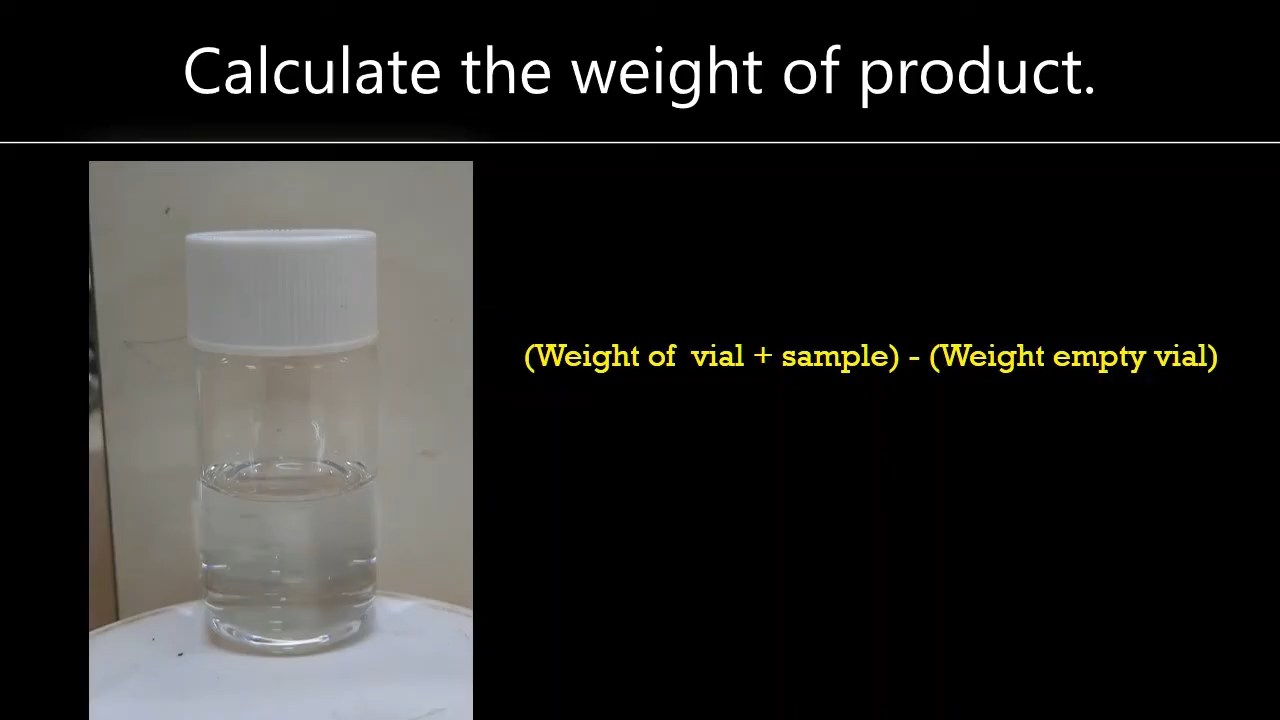 Calculate the weight of product.
(Weight of vial + sample) - (Weight empty vial)